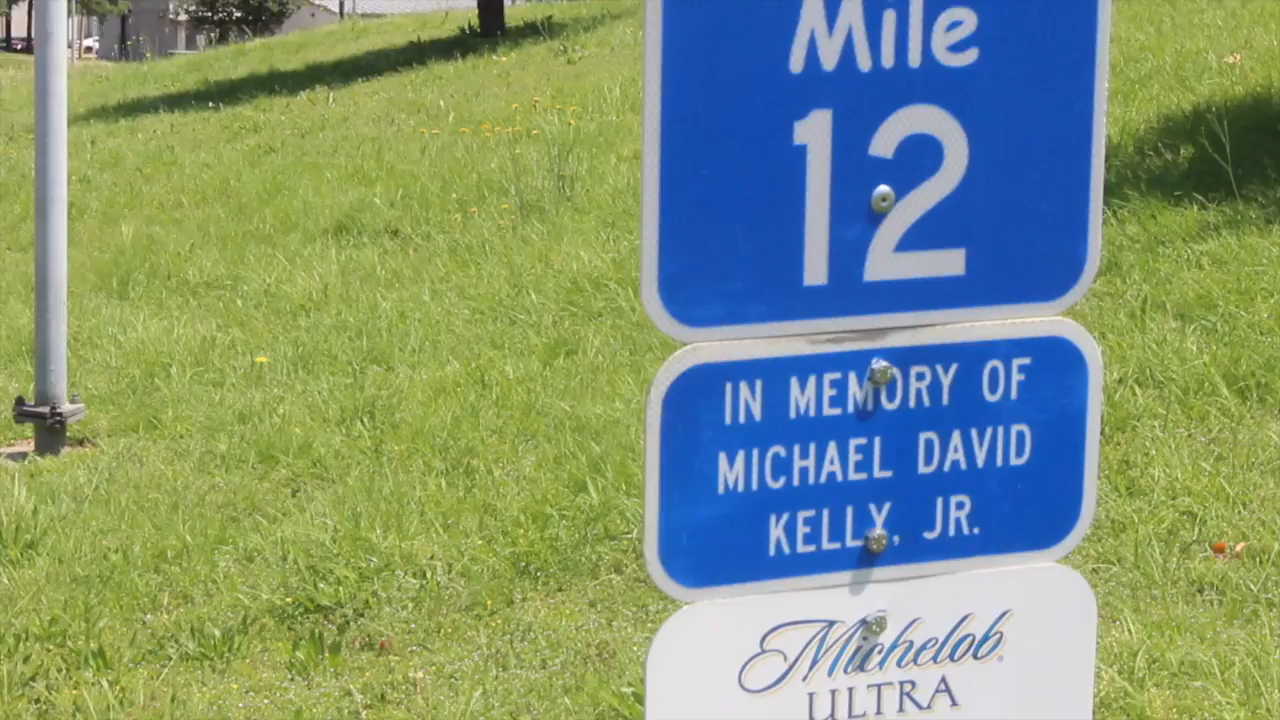 Mile
12
IN MEMORY OF
MICHAEL DAVID
KELLY, JR.
Michelob
ULTRA